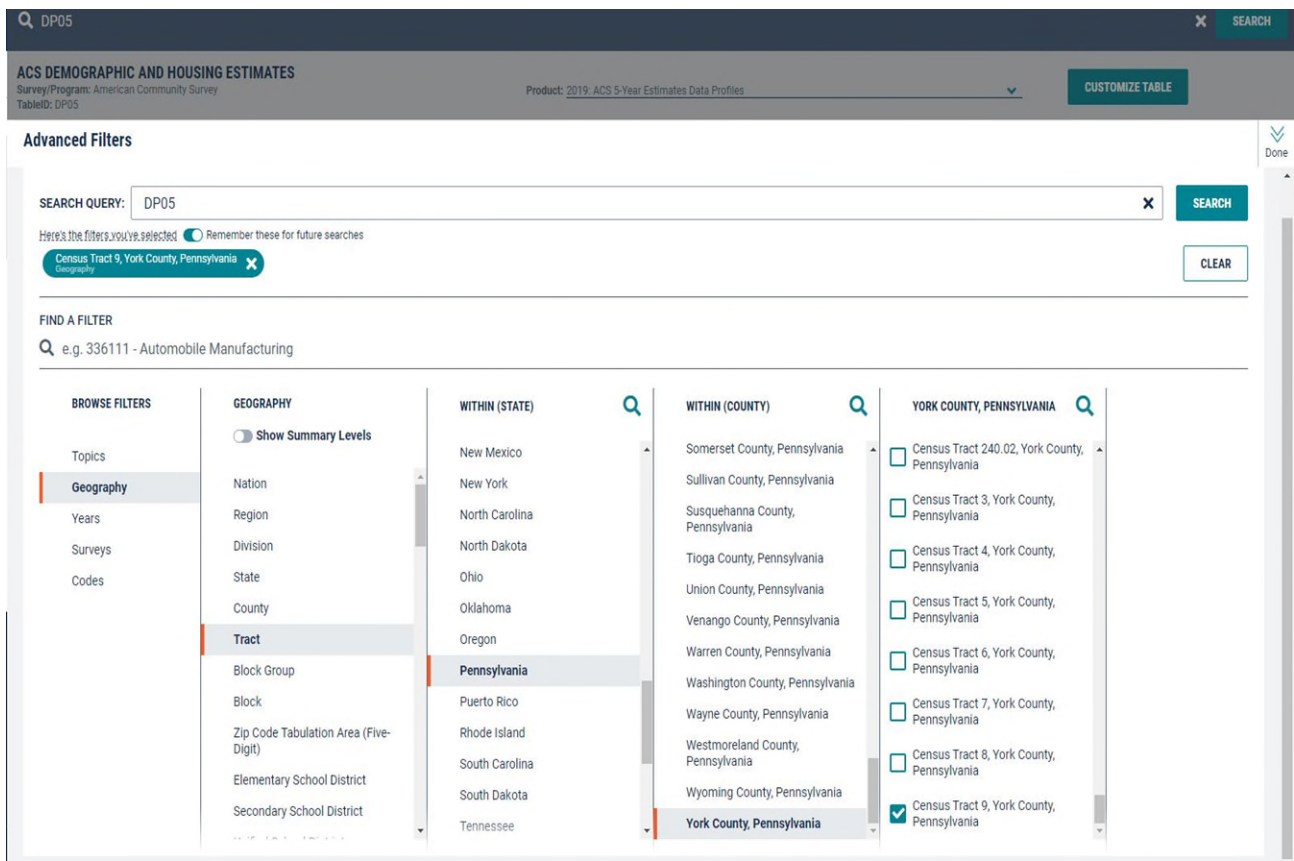 DP05
SEARCH
ACS DEMOGRAPHIC AND HOUSING ESTIMATES
Survey/Program: American Community Survey
TableID: DP05
Product: 2019: ACS 5-Year Estimates Data Profiles
CUSTOMIZE TABLE
Advanced Filters
Done
SEARCH QUERY: DP05
SEARCH
Here's the filters you've selected Remember these for future searches
Census Tract 9, York County, Pennsylvania
Geography
CLEAR
FIND A FILTER
e.g. 336111 - Automobile Manufacturing
BROWSE FILTERS
Topics
Geography
Years
Surveys
Codes
GEOGRAPHY
Show Summary Levels
Nation
Region
Division
State
County
Tract
Block Group
Block
Zip Code Tabulation Area (Five-
Digit)
Elementary School District
Secondary School District
WITHIN (STATE)
New Mexico
New York
North Carolina
North Dakota
Ohio
Oklahoma
Oregon
Pennsylvania
Puerto Rico
Rhode Island
South Carolina
South Dakota
Tennessee
WITHIN (COUNTY)
Somerset County, Pennsylvania
Sullivan County, Pennsylvania
Susquehanna County,
Pennsylvania
Tioga County, Pennsylvania
Union County, Pennsylvania
Venango County, Pennsylvania
Warren County, Pennsylvania
Washington County, Pennsylvania
Wayne County, Pennsylvania
Westmoreland County,
Pennsylvania
Wyoming County, Pennsylvania
York County, Pennsylvania
YORK COUNTY, PENNSYLVANIA
Census Tract 240.02, York County,
Pennsylvania
Census Tract 3, York County,
Pennsylvania
Census Tract 4, York County,
Pennsylvania
Census Tract 5, York County,
Pennsylvania
Census Tract 6, York County,
Pennsylvania
Census Tract 7, York County,
Pennsylvania
Census Tract 8, York County,
Pennsylvania
Census Tract 9, York County,
Pennsylvania